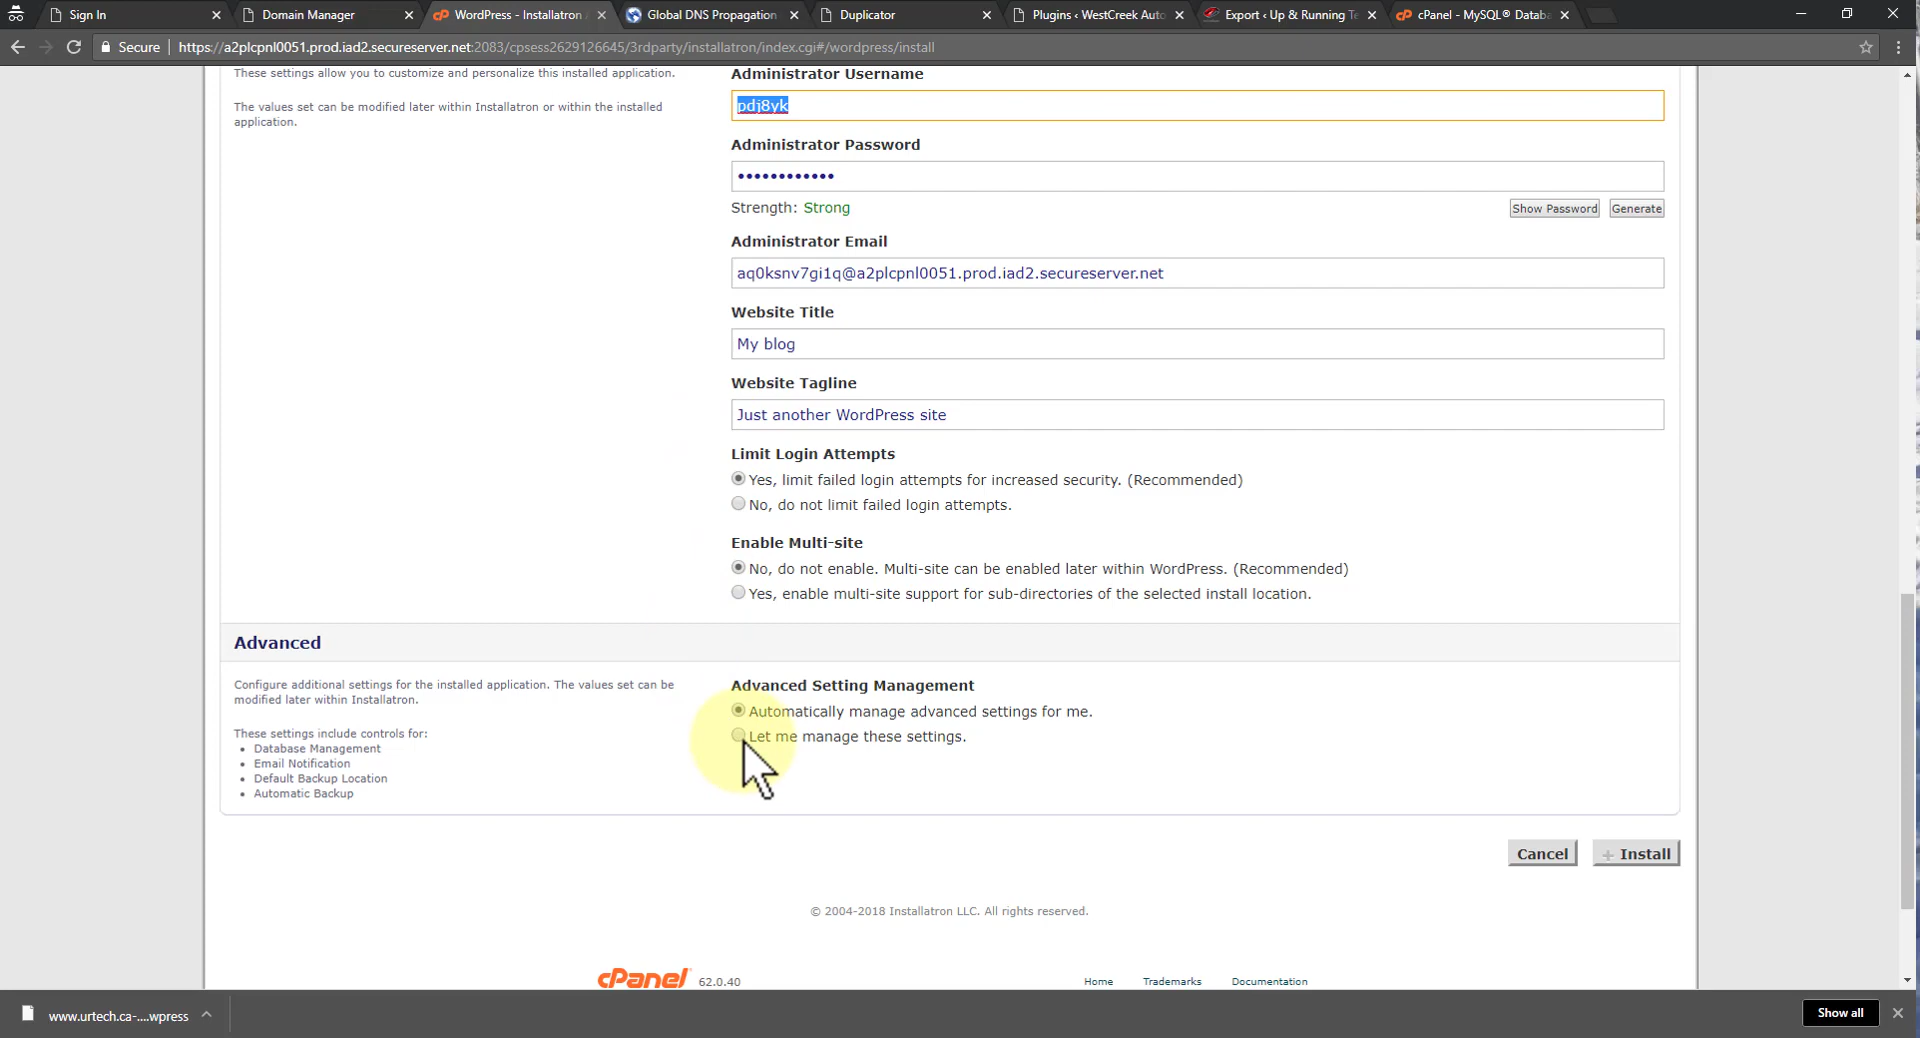 Sign In
Domain Manager
WordPress - Installatron
Global DNS Propagation
Duplicator
Plugins ‹ WestCreek Auto
Export ‹ Up & Running Te
cPanel - MySQL® Databa
Secure
https://a2plcpnl0051.prod.iad2.secureserver.net:2083/cpsess2629126645/3rdparty/installatron/index.cgi#/wordpress/install
These settings allow you to customize and personalize this installed application.
The values set can be modified later within Installatron or within the installed
application.
Administrator Username
pdj8yk
Administrator Password
••••••••••••
Strength: Strong
Show Password
Generate
Administrator Email
aq0ksnv7gi1q@a2plcpnl0051.prod.iad2.secureserver.net
Website Title
My blog
Website Tagline
Just another WordPress site
Limit Login Attempts
Yes, limit failed login attempts for increased security. (Recommended)
No, do not limit failed login attempts.
Enable Multi-site
No, do not enable. Multi-site can be enabled later within WordPress. (Recommended)
Yes, enable multi-site support for sub-directories of the selected install location.
Advanced
Configure additional settings for the installed application. The values set can be
modified later within Installatron.
These settings include controls for:
• Database Management
• Email Notification
• Default Backup Location
• Automatic Backup
Advanced Setting Management
Automatically manage advanced settings for me.
Let me manage these settings.
Cancel
+ Install
© 2004-2018 Installatron LLC. All rights reserved.
cPanel 62.0.40
Home
Trademarks
Documentation
www.urtech.ca-....wpress
Show all